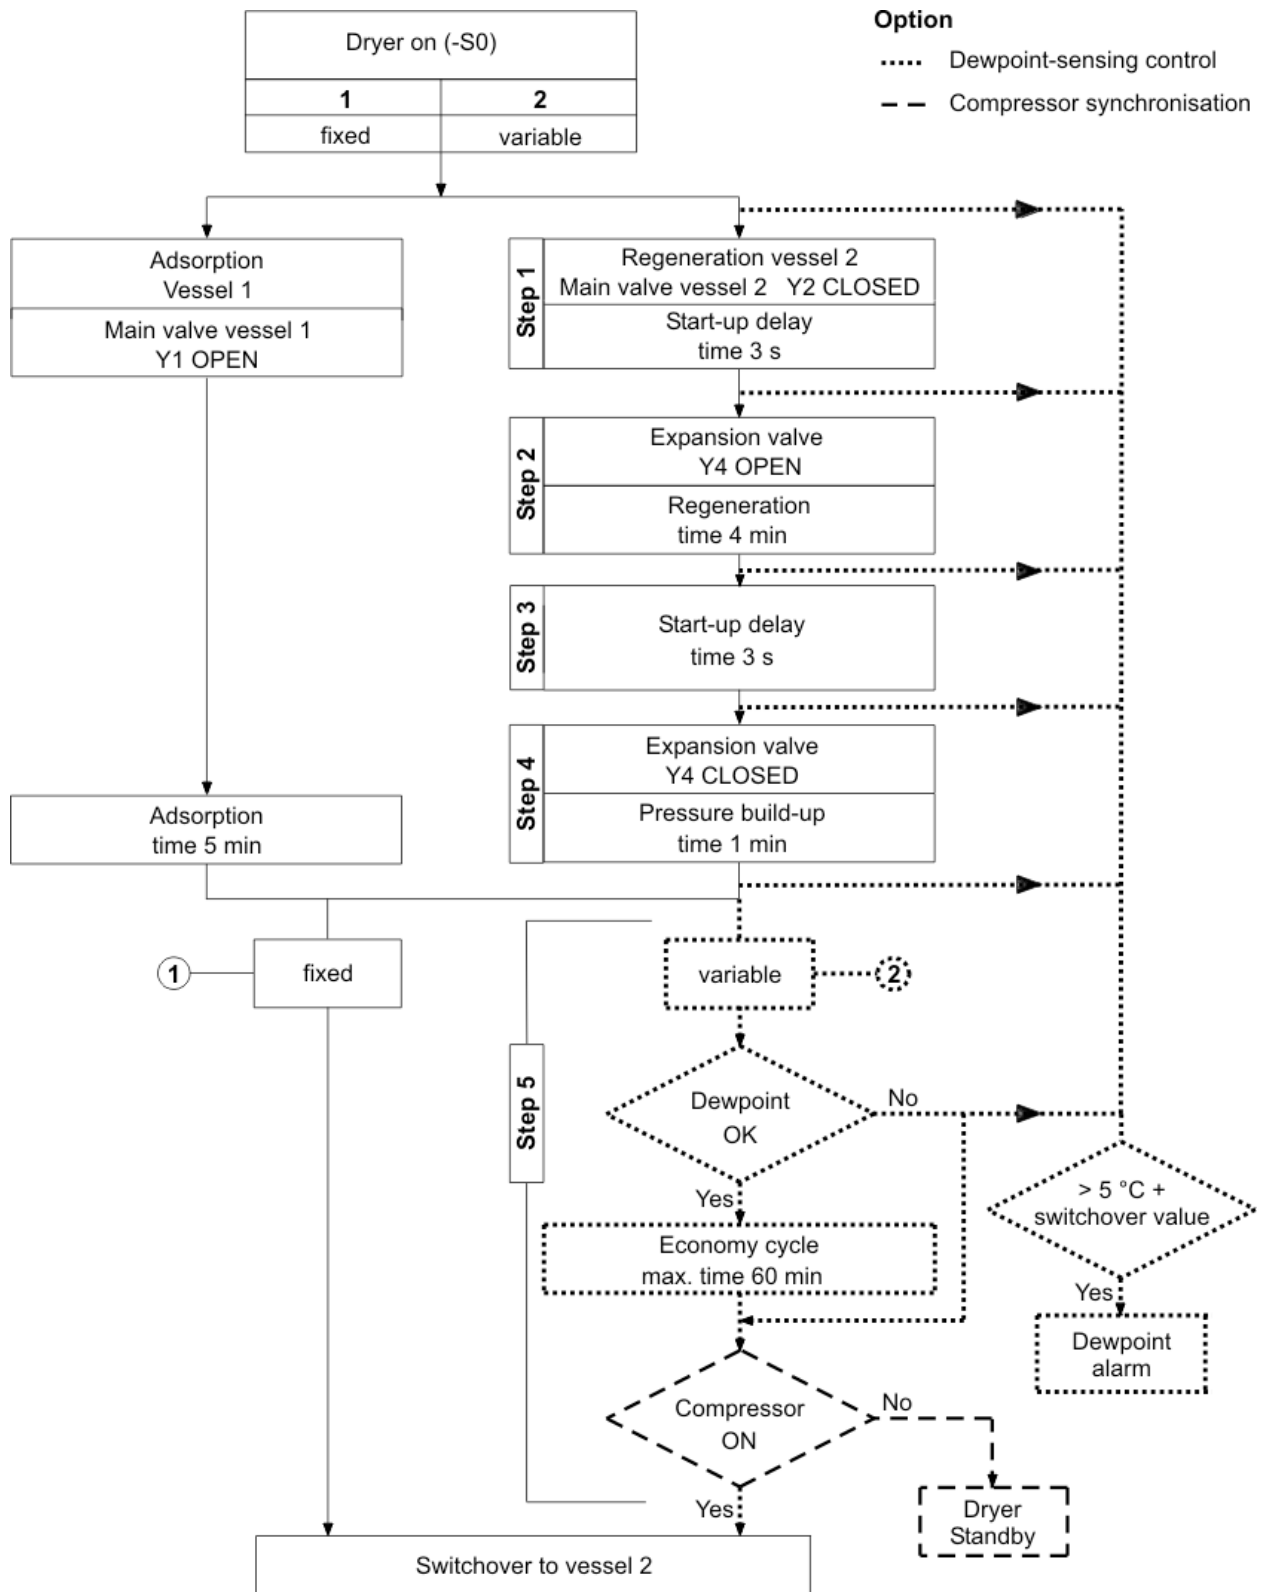 Option
Dewpoint-sensing control
Compressor synchronisation
Dryer on (-S0)
1
2
fixed
variable
Adsorption
Vessel 1
Main valve vessel 1
Y1 OPEN
Step 1
Regeneration vessel 2
Main valve vessel 2 Y2 CLOSED
Start-up delay
time 3 s
Step 2
Expansion valve
Y4 OPEN
Regeneration
time 4 min
Step 3
Start-up delay
time 3 s
Step 4
Expansion valve
Y4 CLOSED
Pressure build-up
time 1 min
Adsorption
time 5 min
1
fixed
variable
2
Step 5
Dewpoint
OK
No
Yes
> 5 °C +
switchover value
Yes
Dewpoint
alarm
Economy cycle
max. time 60 min
Compressor
ON
No
Yes
Dryer
Standby
Switchover to vessel 2